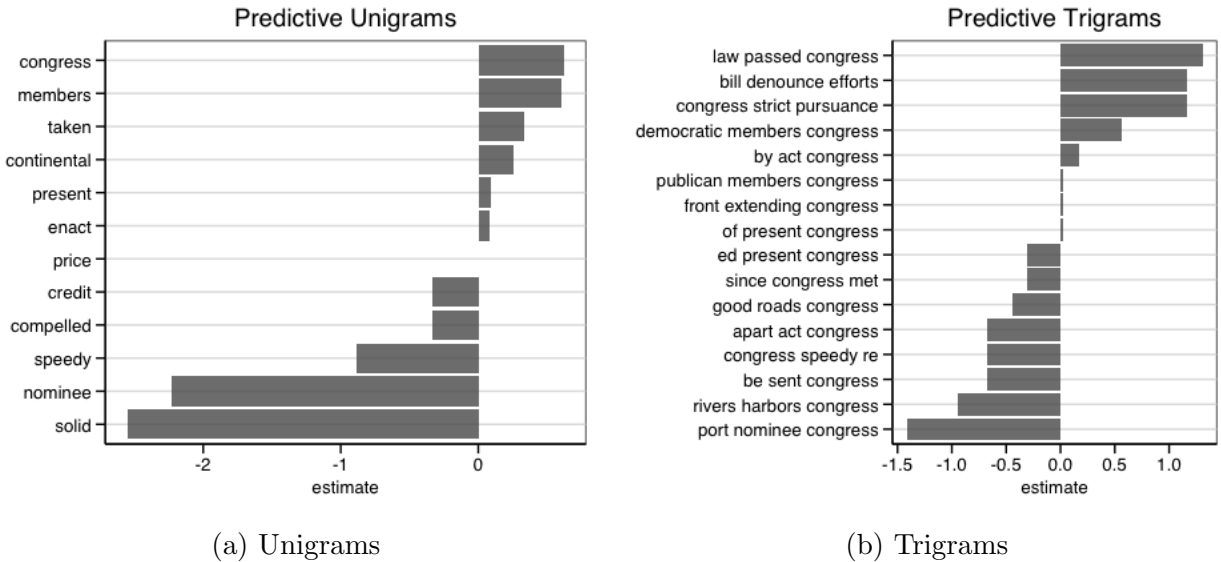 Predictive Unigrams
congress
members
taken
continental
present
enact
price
credit
compelled
speedy
nominee
solid
-2 -1 0
estimate
(a) Unigrams
Predictive Trigrams
law passed congress
bill denounce efforts
congress strict pursuance
democratic members congress
by act congress
publican members congress
front extending congress
of present congress
ed present congress
since congress met
good roads congress
apart act congress
congress speedy re
be sent congress
rivers harbors congress
port nominee congress
-1.5 -1.0 -0.5 0.0 0.5 1.0
estimate
(b) Trigrams